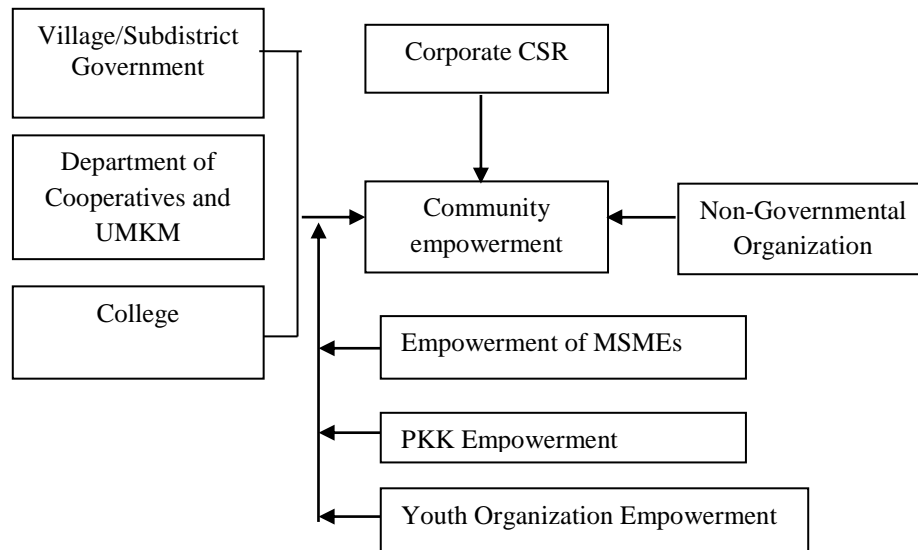 Village/Subdistrict
Government
Corporate CSR
Department of
Cooperatives and
UMKM
Community
empowerment
Non-Governmental
Organization
College
Empowerment of MSMEs
PKK Empowerment
Youth Organization Empowerment